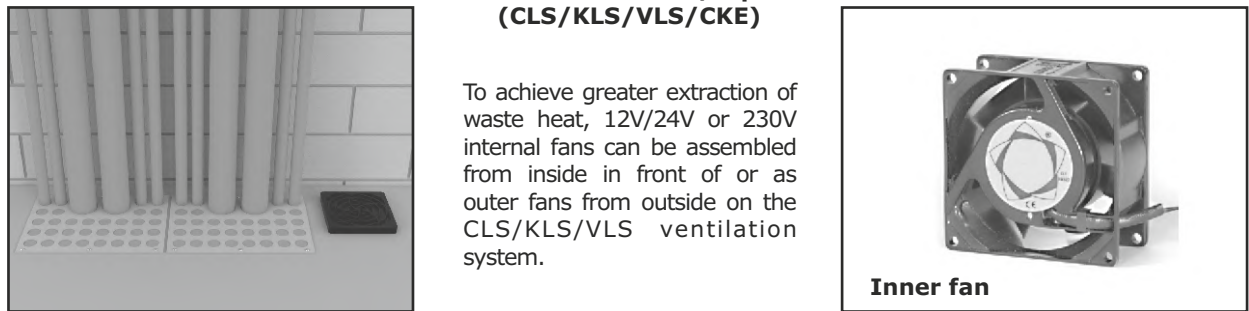 (CLS/KLS/VLS/CKE)
To achieve greater extraction of
waste heat, 12V/24V or 230V
internal fans can be assembled
from inside in front of or as
outer fans from outside on the
CLS/KLS/VLS ventilation
system.
CE
Inner fan